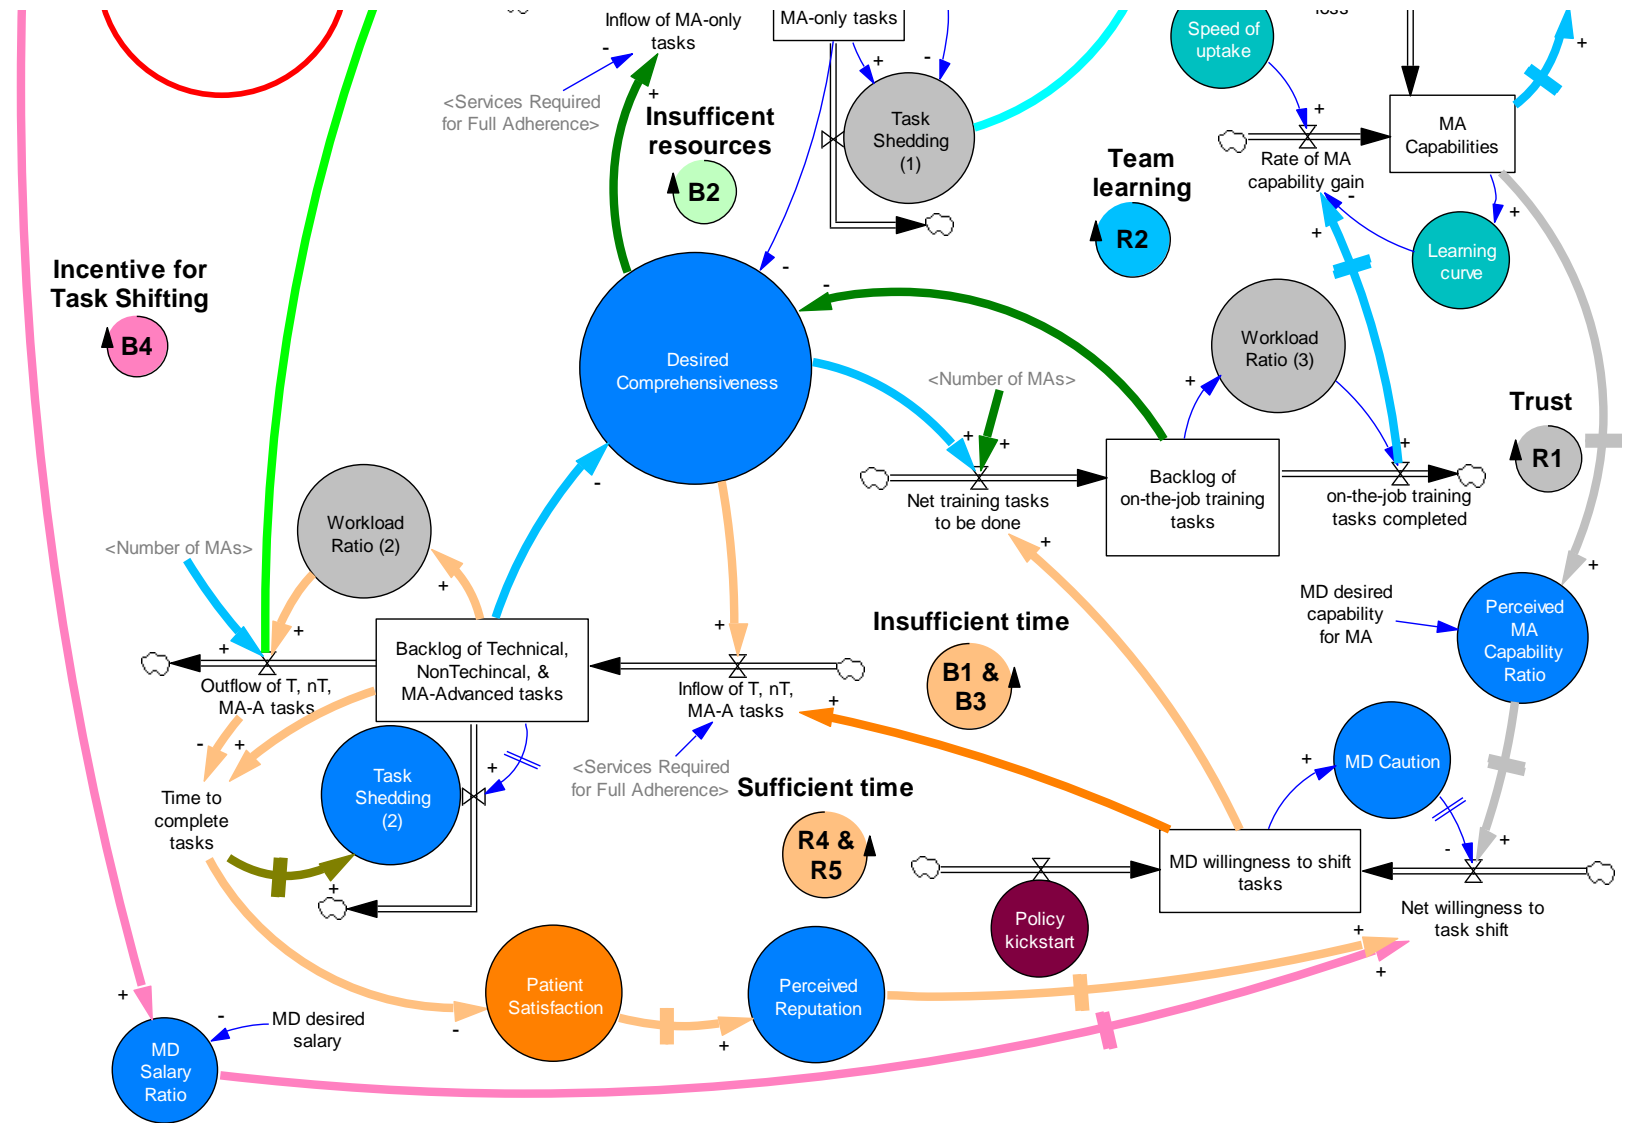 Inflow of MA-only
tasks
MA-only tasks
loss
Speed of
uptake
<Services Required
for Full Adherence>
Insufficent
resources
B2
Task
Shedding
(1)
Team
learning
R2
MA
Capabilities
Rate of MA
capability gain
Learning
curve
Incentive for
Task Shifting
B4
Desired
Comprehensiveness
<Number of MAs>
Workload
Ratio (3)
Trust
R1
Net training tasks
to be done
Backlog of
on-the-job training
tasks
on-the-job training
tasks completed
Workload
Ratio (2)
<Number of MAs>
Outflow of T, nT,
MA-A tasks
Backlog of Technical,
NonTechincal, &
MA-Advanced tasks
Inflow of T, nT,
MA-A tasks
<Services Required
for Full Adherence>
Insufficient time
B1 &
B3
MD desired
capability
for MA
Perceived
MA
Capability
Ratio
Time to
complete
tasks
Task
Shedding
(2)
Sufficient time
R4 &
R5
MD Caution
MD willingness to shift
tasks
Policy
kickstart
Net willingness to
task shift
Patient
Satisfaction
Perceived
Reputation
MD desired
salary
MD
Salary
Ratio